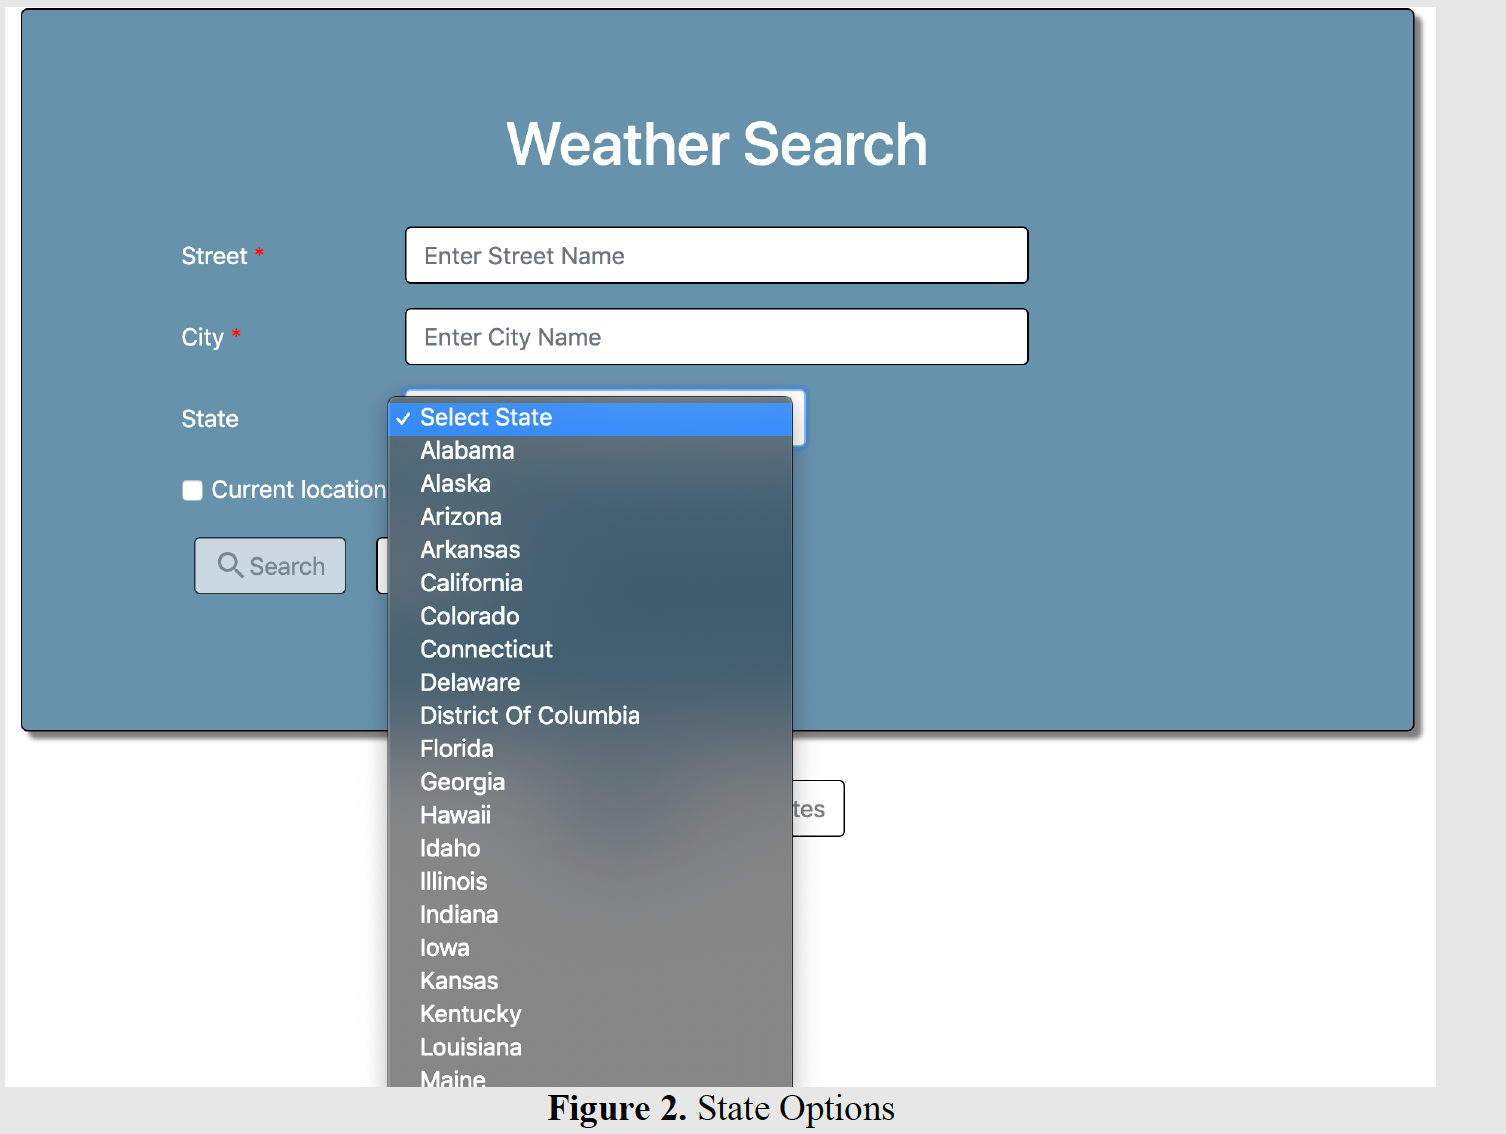 Weather Search
Street *
Enter Street Name
City *
Enter City Name
State
✓ Select State
Alabama
Alaska
Arizona
Arkansas
California
Colorado
Connecticut
Delaware
District Of Columbia
Florida
Georgia
Hawaii
Idaho
Illinois
Indiana
Iowa
Kansas
Kentucky
Louisiana
Maine
Current location
Search
tes
Figure 2. State Options